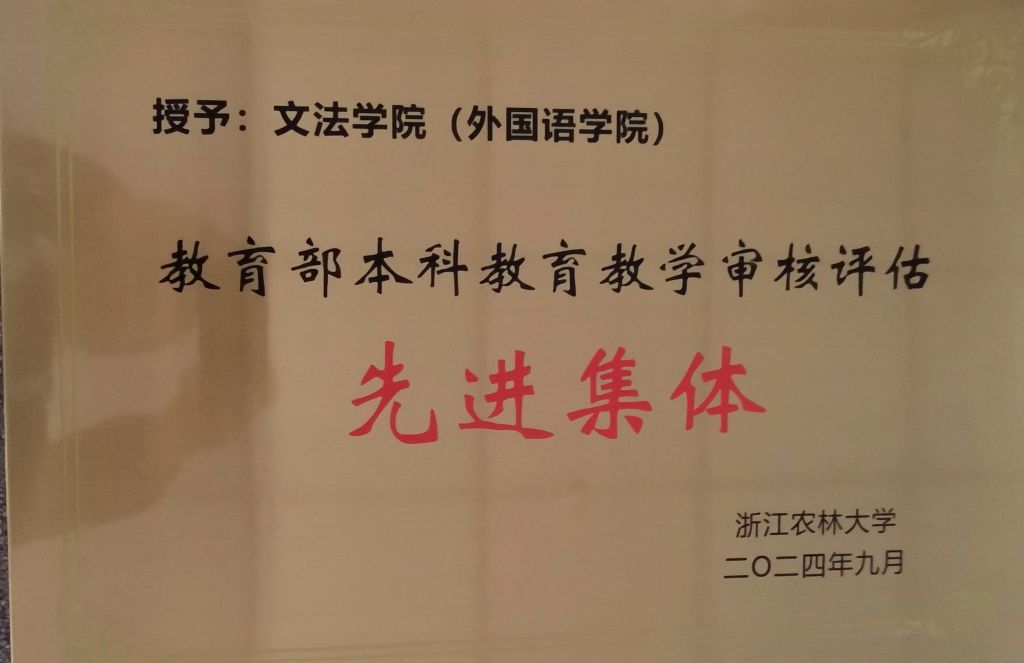 授予：文法学院（外国语学院）
教育部本科教育教学审核评估
先进集体
浙江农林大学
二〇二四年九月